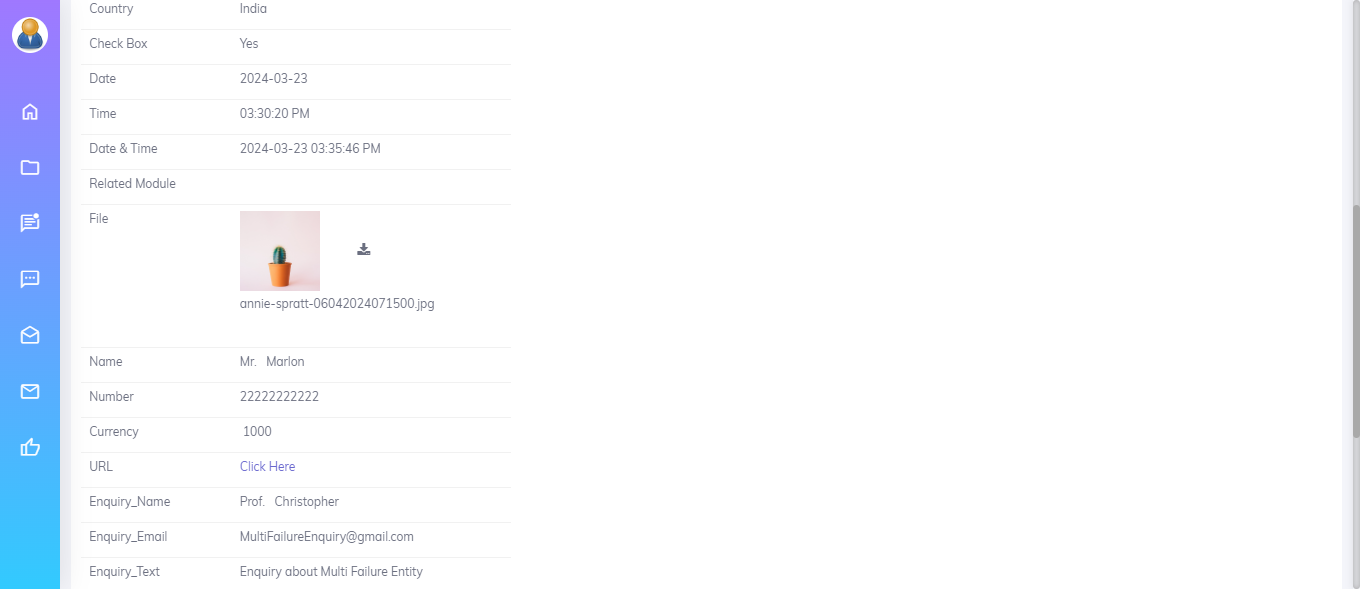 Country India
Check Box Yes
Date 2024-03-23
Time 03:30:20 PM
Date & Time 2024-03-23 03:35:46 PM
Related Module
File
annie-spratt-06042024071500.jpg
Name Mr. Marlon
Number 22222222222
Currency 1000
URL Click Here
Enquiry_Name Prof. Christopher
Enquiry_Email MultiFailureEnquiry@gmail.com
Enquiry_Text Enquiry about Multi Failure Entity